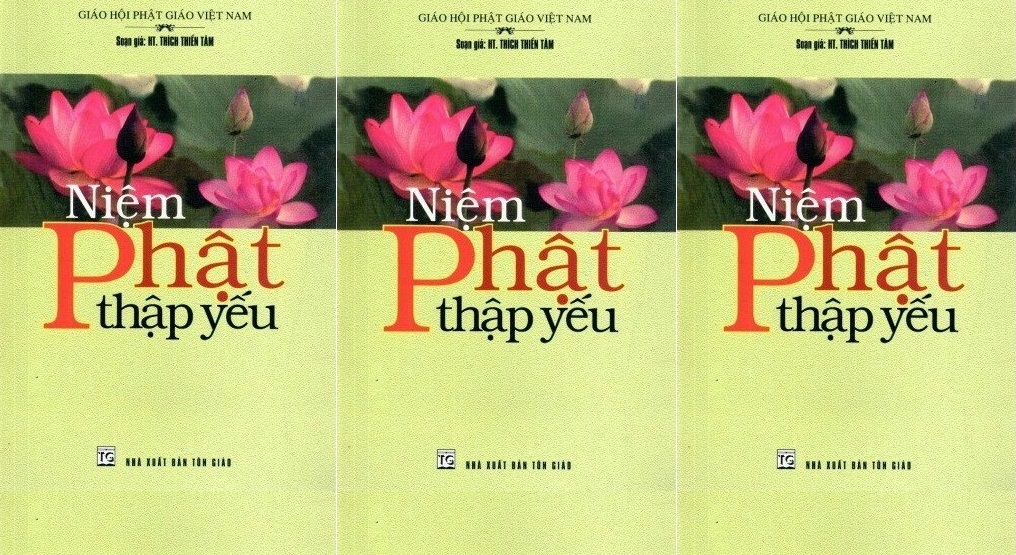 GIÁO HỘI PHẬT GIÁO VIỆT NAM
Soạn giả: HT. THÍCH THIỀN TÂM
Niệm
Phật
thập yếu
TG
NHÀ XUẤT BẢN TÔN GIÁO
GIÁO HỘI PHẬT GIÁO VIỆT NAM
Soạn giả: HT. THÍCH THIỀN TÂM
Niệm
Phật
thập yếu
TG
NHÀ XUẤT BẢN TÔN GIÁO
GIÁO HỘI PHẬT GIÁO VIỆT NAM
Soạn giả: HT. THÍCH THIỀN TÂM
Niệm
Phật
thập yếu
TG
NHÀ XUẤT BẢN TÔN GIÁO